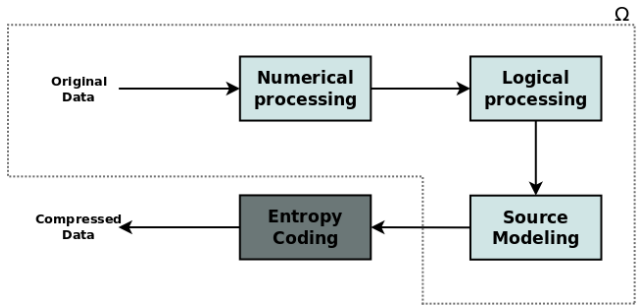 Ω
Original
Data
Numerical
processing
Logical
processing
Compressed
Data
Entropy
Coding
Source
Modeling